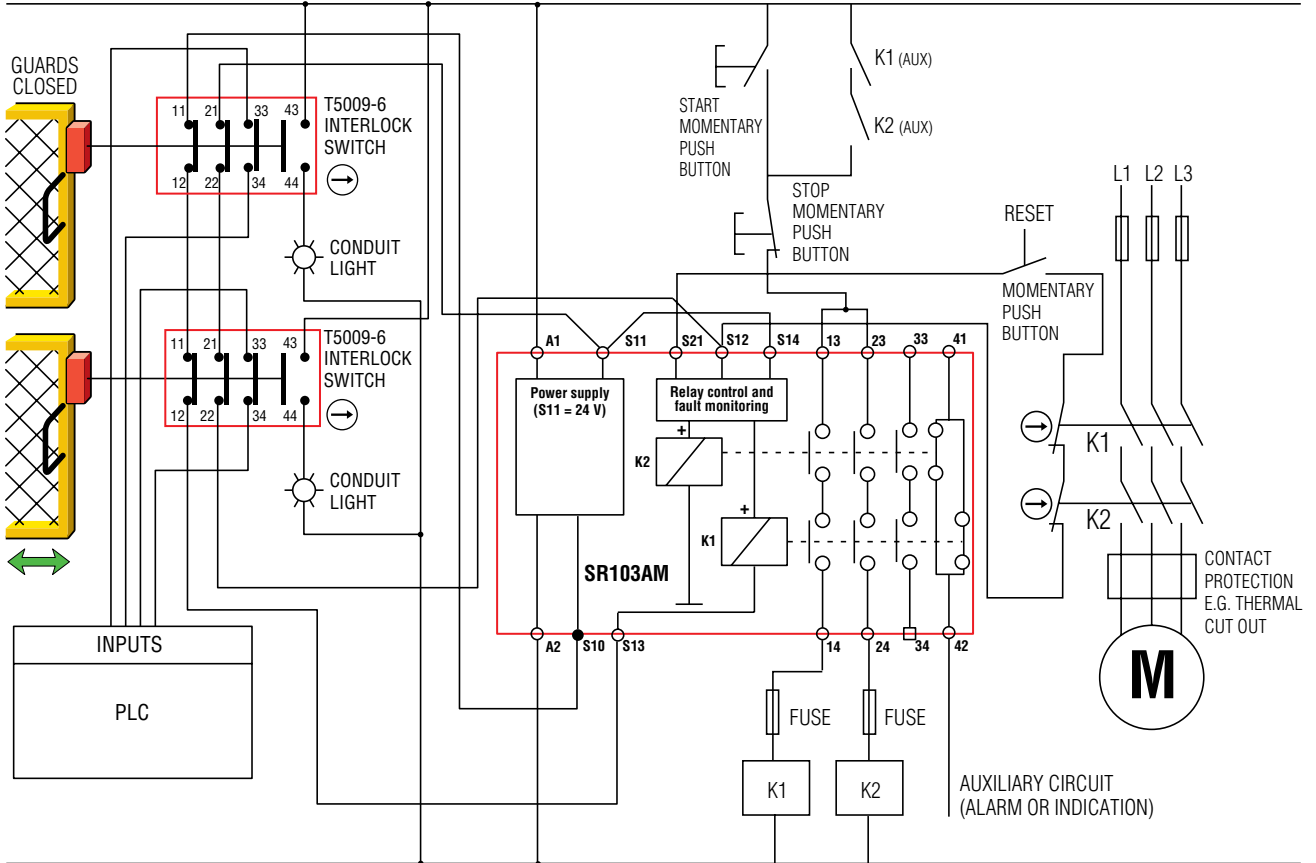 GUARDS
CLOSED
11 21 33 43
12 22 34 44
T5009-6
INTERLOCK
SWITCH
CONDUIT
LIGHT
11 21 33 43
12 22 34 44
T5009-6
INTERLOCK
SWITCH
CONDUIT
LIGHT
INPUTS
PLC
START
MOMENTARY
PUSH
BUTTON
K1 (AUX)
K2 (AUX)
STOP
MOMENTARY
PUSH
BUTTON
RESET
MOMENTARY
PUSH
BUTTON
L1 L2 L3
A1 S11 S21 S12 S14 13 23 33 41
Power supply
(S11 = 24 V)
Relay control and
fault monitoring
+
K2
+
K1
SR103AM
A2 S10 S13 14 24 34 42
FUSE FUSE
K1 K2
AUXILIARY CIRCUIT
(ALARM OR INDICATION)
K1
K2
CONTACT
PROTECTION
E.G. THERMAL
CUT OUT
M